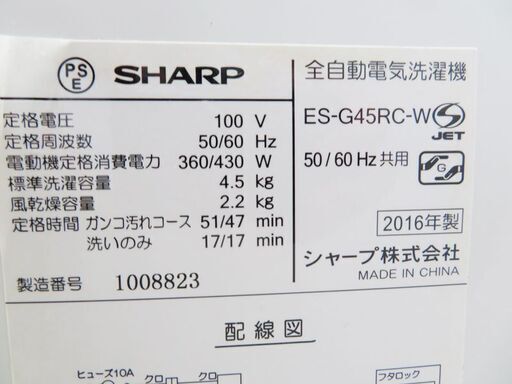 PS
E
SHARP
全自動電気洗濯機
ES-G45RC-W
JET
定格電圧 100 V
定格周波数 50/60 Hz
電動機定格消費電力 360/430 W
標準洗濯容量 4.5 kg
風乾燥容量 2.2 kg
定格時間 ガンコ汚れコース 51/47 min
洗いのみ 17/17 min
50/60 Hz共用
G
2016年製
シャープ株式会社
MADE IN CHINA
製造番号 1008823
配線図
ヒューズ10A
クロ
クロ
フタロック